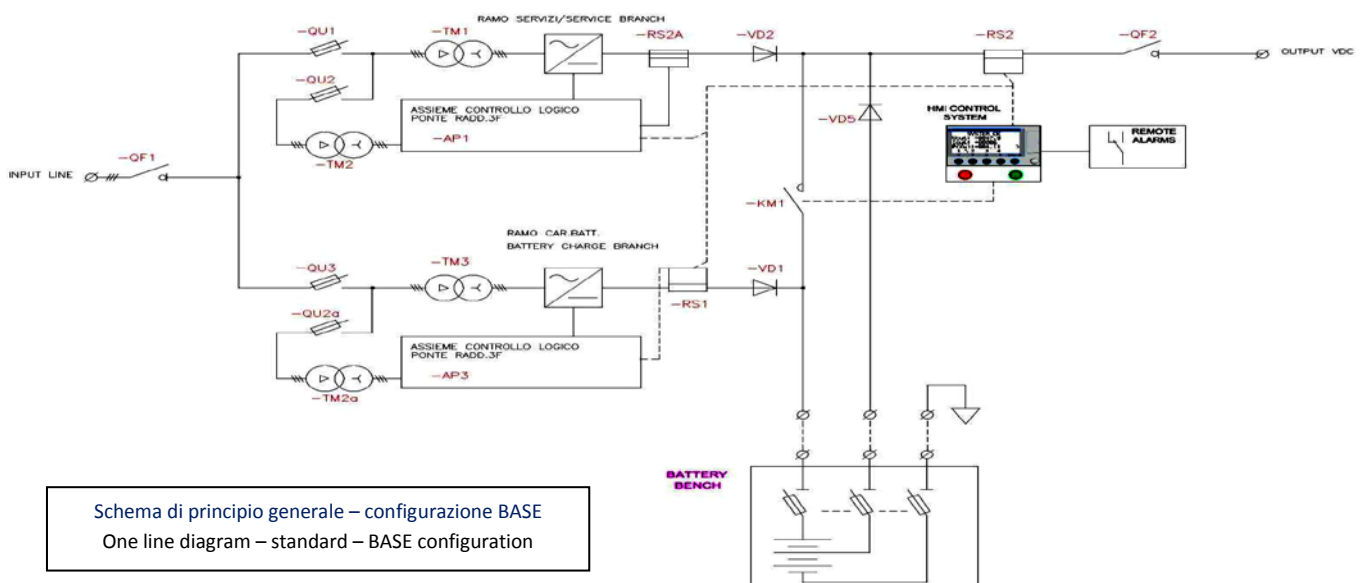 RAMO SERVIZI/SERVICE BRANCH
-QU1
-TM1
-RS2A
-VD2
-RS2
-QF2
OUTPUT VDC
-QU2
ASSIEME CONTROLLO LOGICO
PONTE RADD.3F
-AP1
-TM2
-VD5
HMI CONTROL
SYSTEM
SYSTEM OK
REMOTE
ALARMS
-QF1
INPUT LINE
-KM1
RAMO CAR.BATT.
BATTERY CHARGE BRANCH
-QU3
-TM3
-VD1
-RS1
-QU2a
ASSIEME CONTROLLO LOGICO
PONTE RADD.3F
-AP3
-TM2a
BATTERY
BENCH
Schema di principio generale – configurazione BASE
One line diagram – standard – BASE configuration